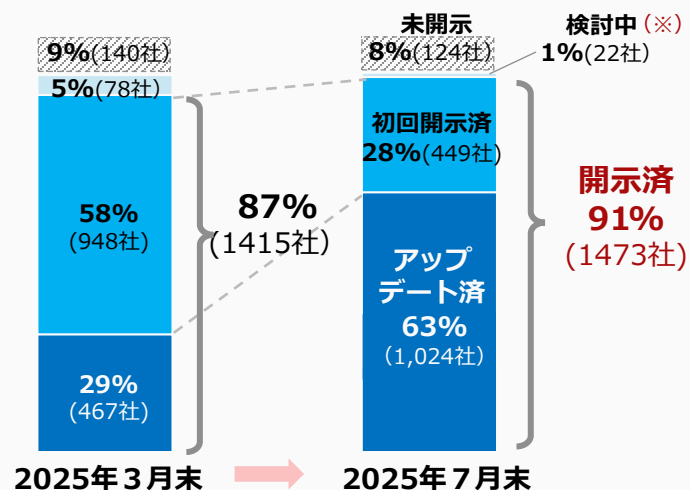 9%(140社)
5%(78社)
58%
(948社)
29%
(467社)
87%
(1415社)
2025年３月末
未開示
8%(124社)
検討中（※）
1%(22社)
初回開示済
28%(449社)
アップ
デート済
63%
（1,024社）
開示済
91%
(1473社)
2025年７月末